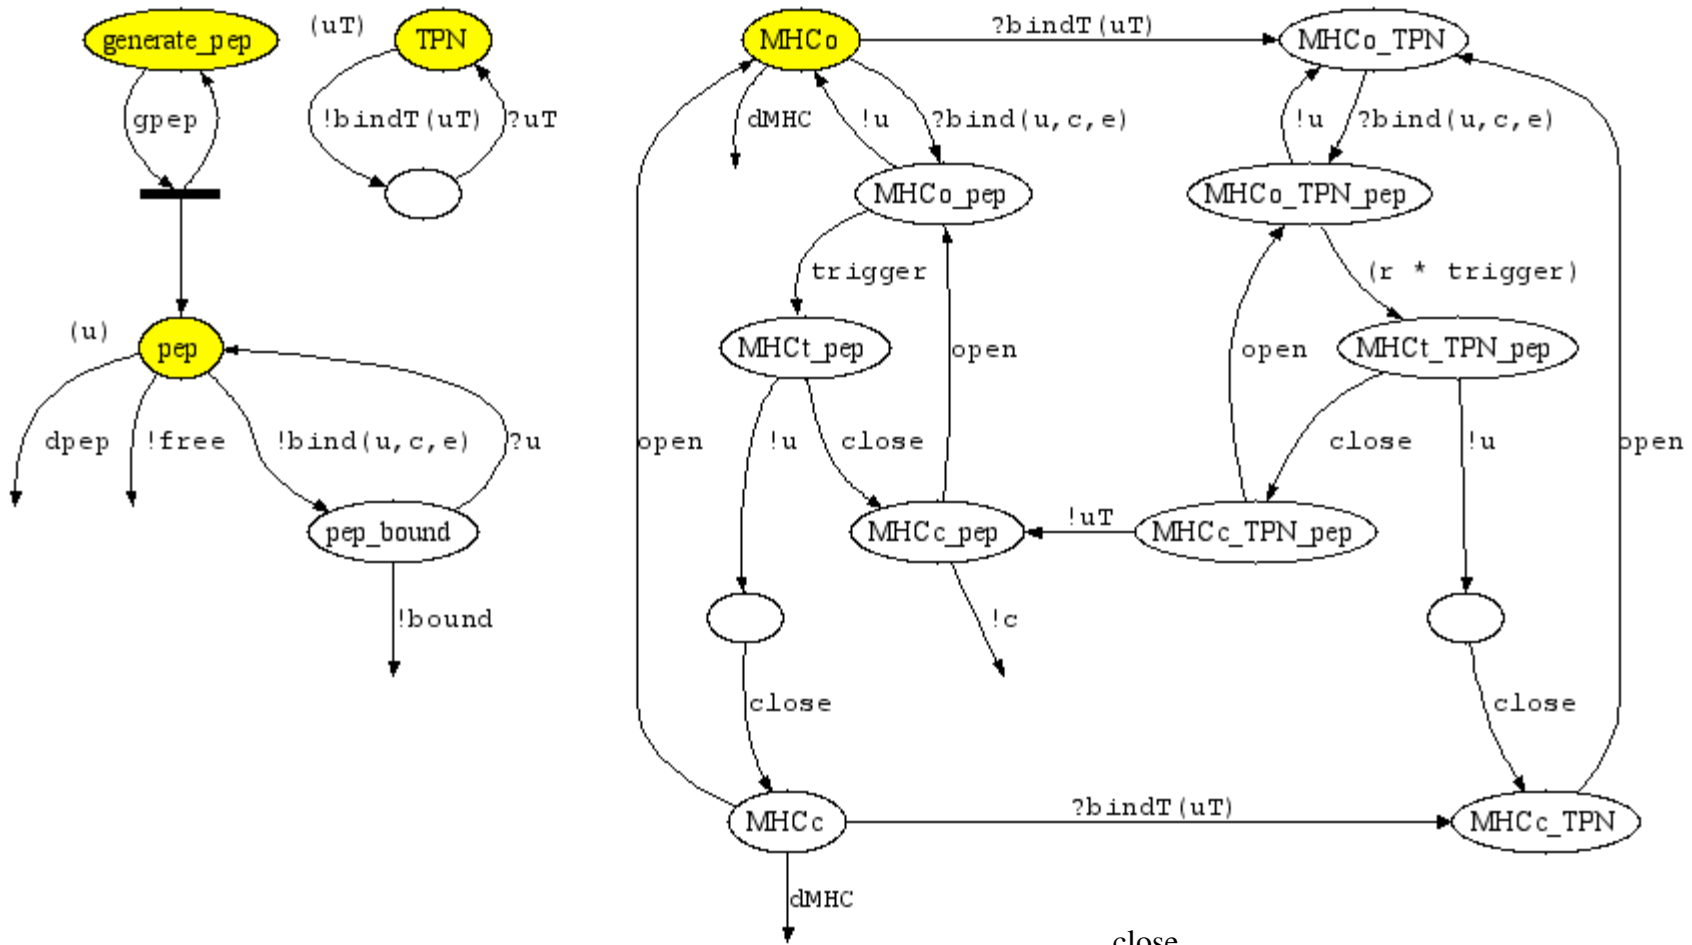 generate_pep
(uT)
TPN
MHCo
?bindT(uT)
MHCo_TPN
gpep
!bindT(uT)
?uT
dMHC
!u
?bind(u,c,e)
!u
?bind(u,c,e)
MHCo_pep
MHCo_TPN_pep
trigger
(r * trigger)
(u)
pep
MHCt_pep
open
open
MHCt_TPN_pep
dpep
!free
!bind(u,c,e)
?u
open
!u
close
close
!u
open
pep_bound
MHCc_pep
!uT
MHCc_TPN_pep
!bound
!c
close
close
MHCc
?bindT(uT)
MHCc_TPN
dMHC
close